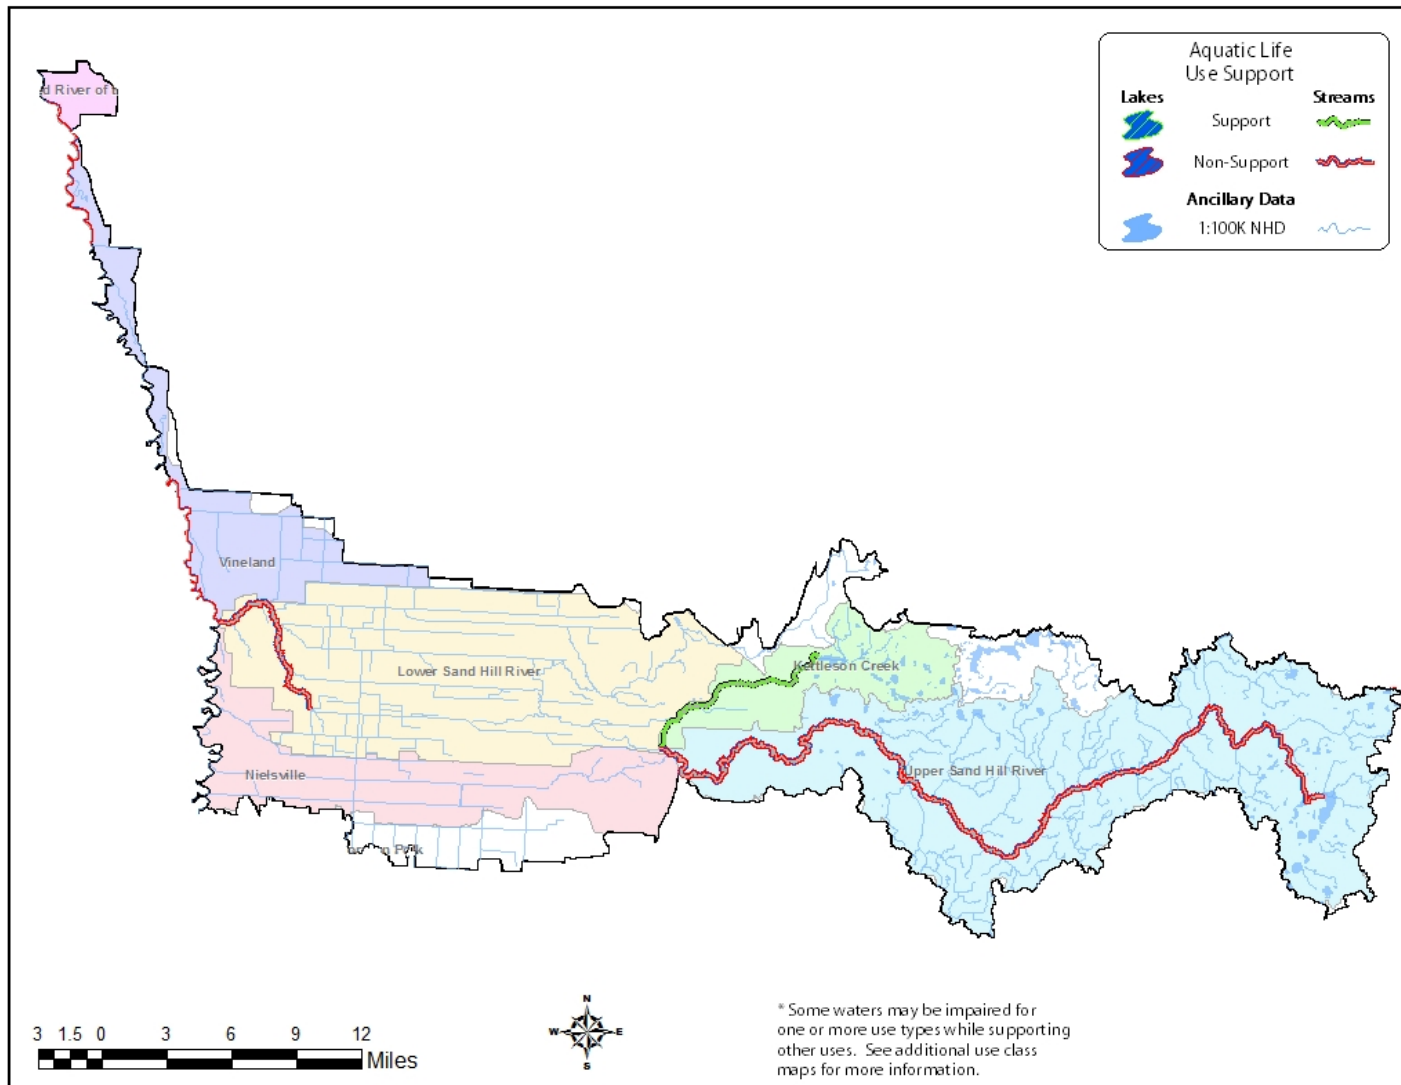 Aquatic Life
Use Support
Lakes Streams
Support
Non-Support
Ancillary Data
1:100K NHD
d River of
Vineland
Lower Sand Hill River
Kettleson Creek
Upper Sand Hill River
Nielsville
3 1.5 0 3 6 9 12
Miles
N
W E
S
* Some waters may be impaired for
one or more use types while supporting
other uses. See additional use class
maps for more information.